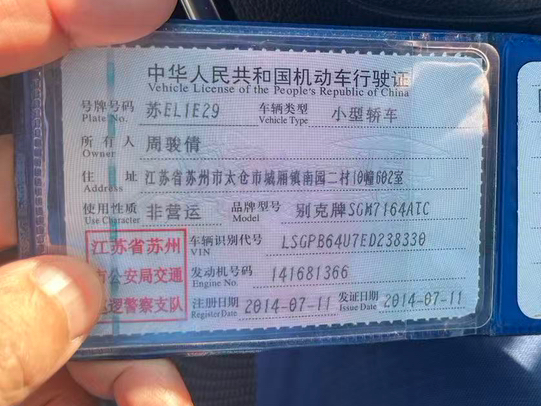 中华人民共和国机动车行驶证
Vehicle License of the People's Republic of China
号牌号码 苏EL1E29 车辆类型 小型轿车
Plate No. Vehicle Type
所有人 周骏倩
Owner
住址 江苏省苏州市太仓市城厢镇南园二村10幢602室
Address
使用性质 非营运 品牌型号 别克牌SGM7164ATC
Use Character Model
江苏省苏州 车辆识别代号 LSGPB64U7ED238330
VIN
市公安局交通 发动机号码 141681366
Engine No.
巡逻警察支队 注册日期 2014-07-11 发证日期 2014-07-11
Register Date Issue Date